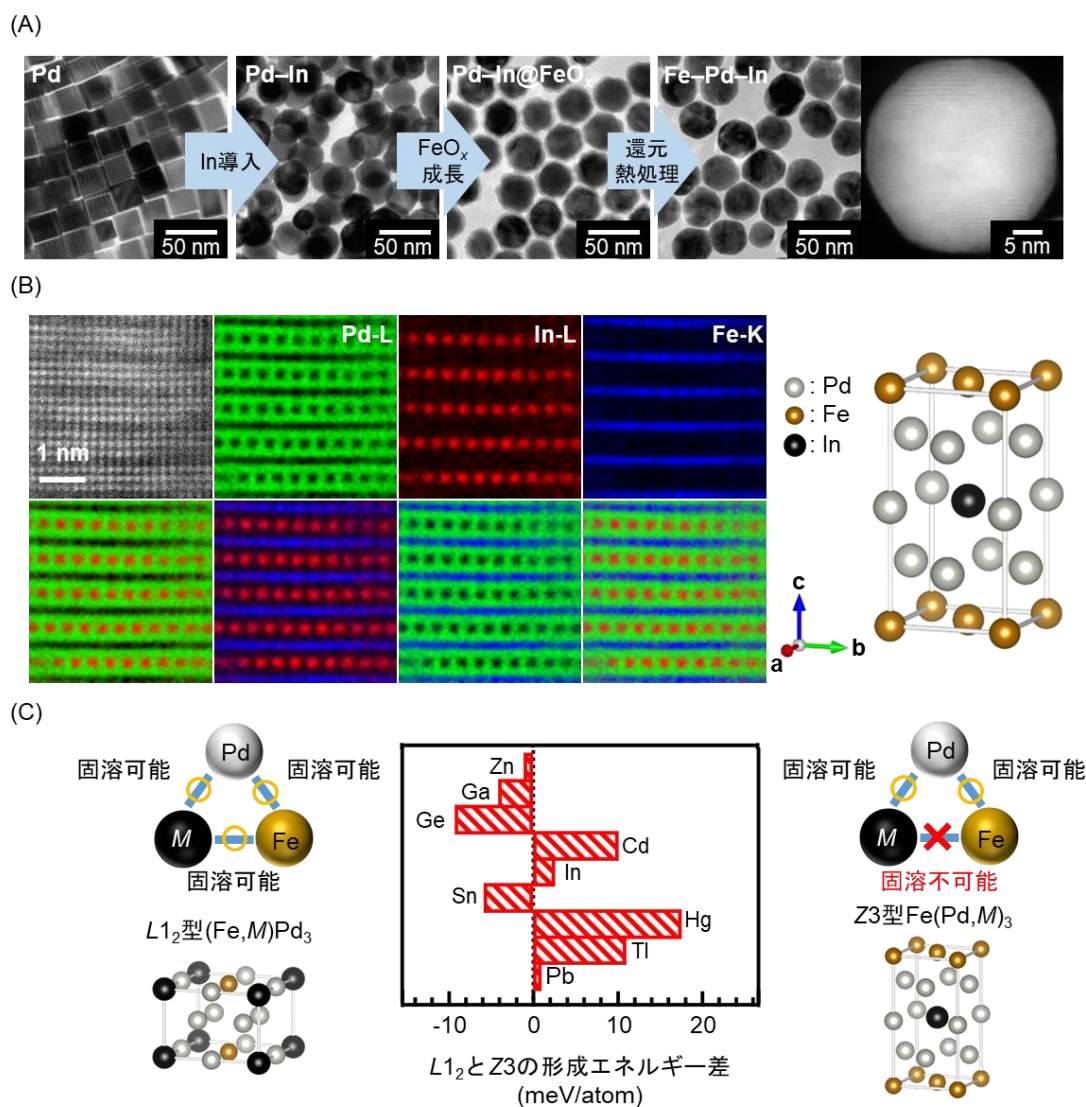 (A)
Pd
Pd–In
Pd–In@FeOx
Fe–Pd–In
In導入
FeOx
成長
還元
熱処理
50 nm
50 nm
50 nm
50 nm
5 nm
(B)
Pd-L
In-L
Fe-K
1 nm
: Pd
: Fe
: In
c
b
a
(C)
Pd
固溶可能
固溶可能
M
Fe
固溶可能
L12型(Fe,M)Pd3
Zn
Ga
Ge
Cd
In
Sn
Hg
Tl
Pb
-10
0
10
20
L12とZ3の形成エネルギー差
(meV/atom)
Pd
固溶可能
固溶可能
M
Fe
固溶不可能
Z3型Fe(Pd,M)3